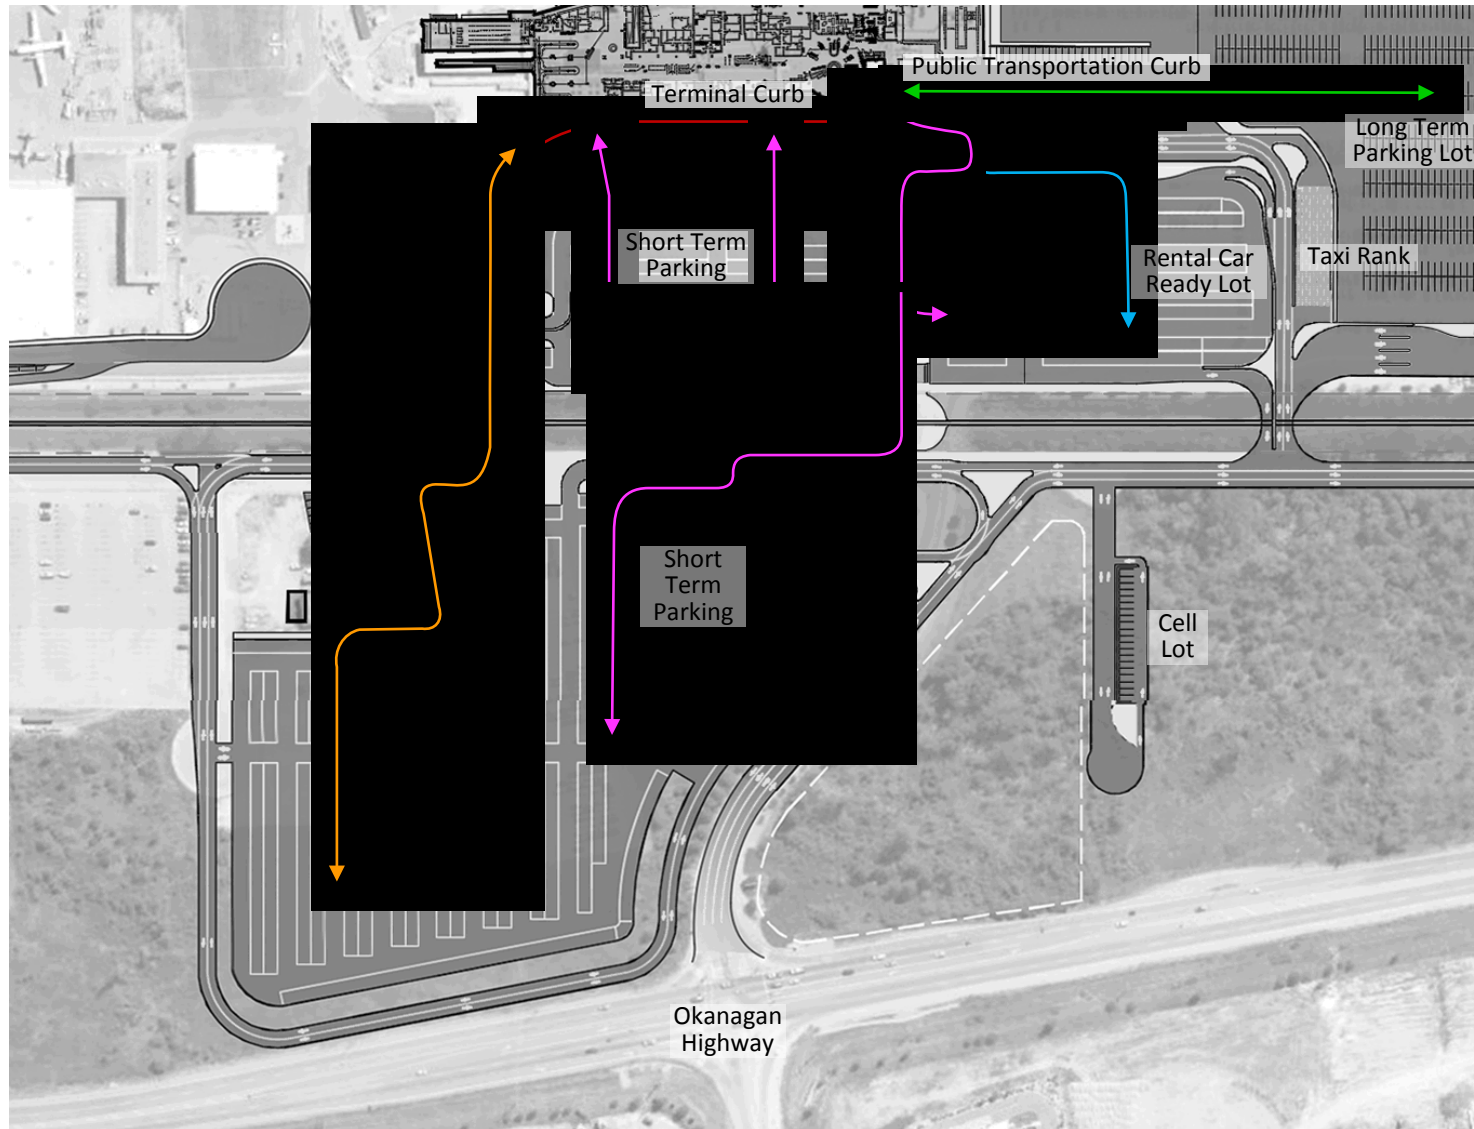 Public Transportation Curb
Terminal Curb
Long Term
Parking Lot
Short Term
Parking
Rental Car
Ready Lot
Taxi Rank
Short
Term
Parking
Cell
Lot
Okanagan
Highway